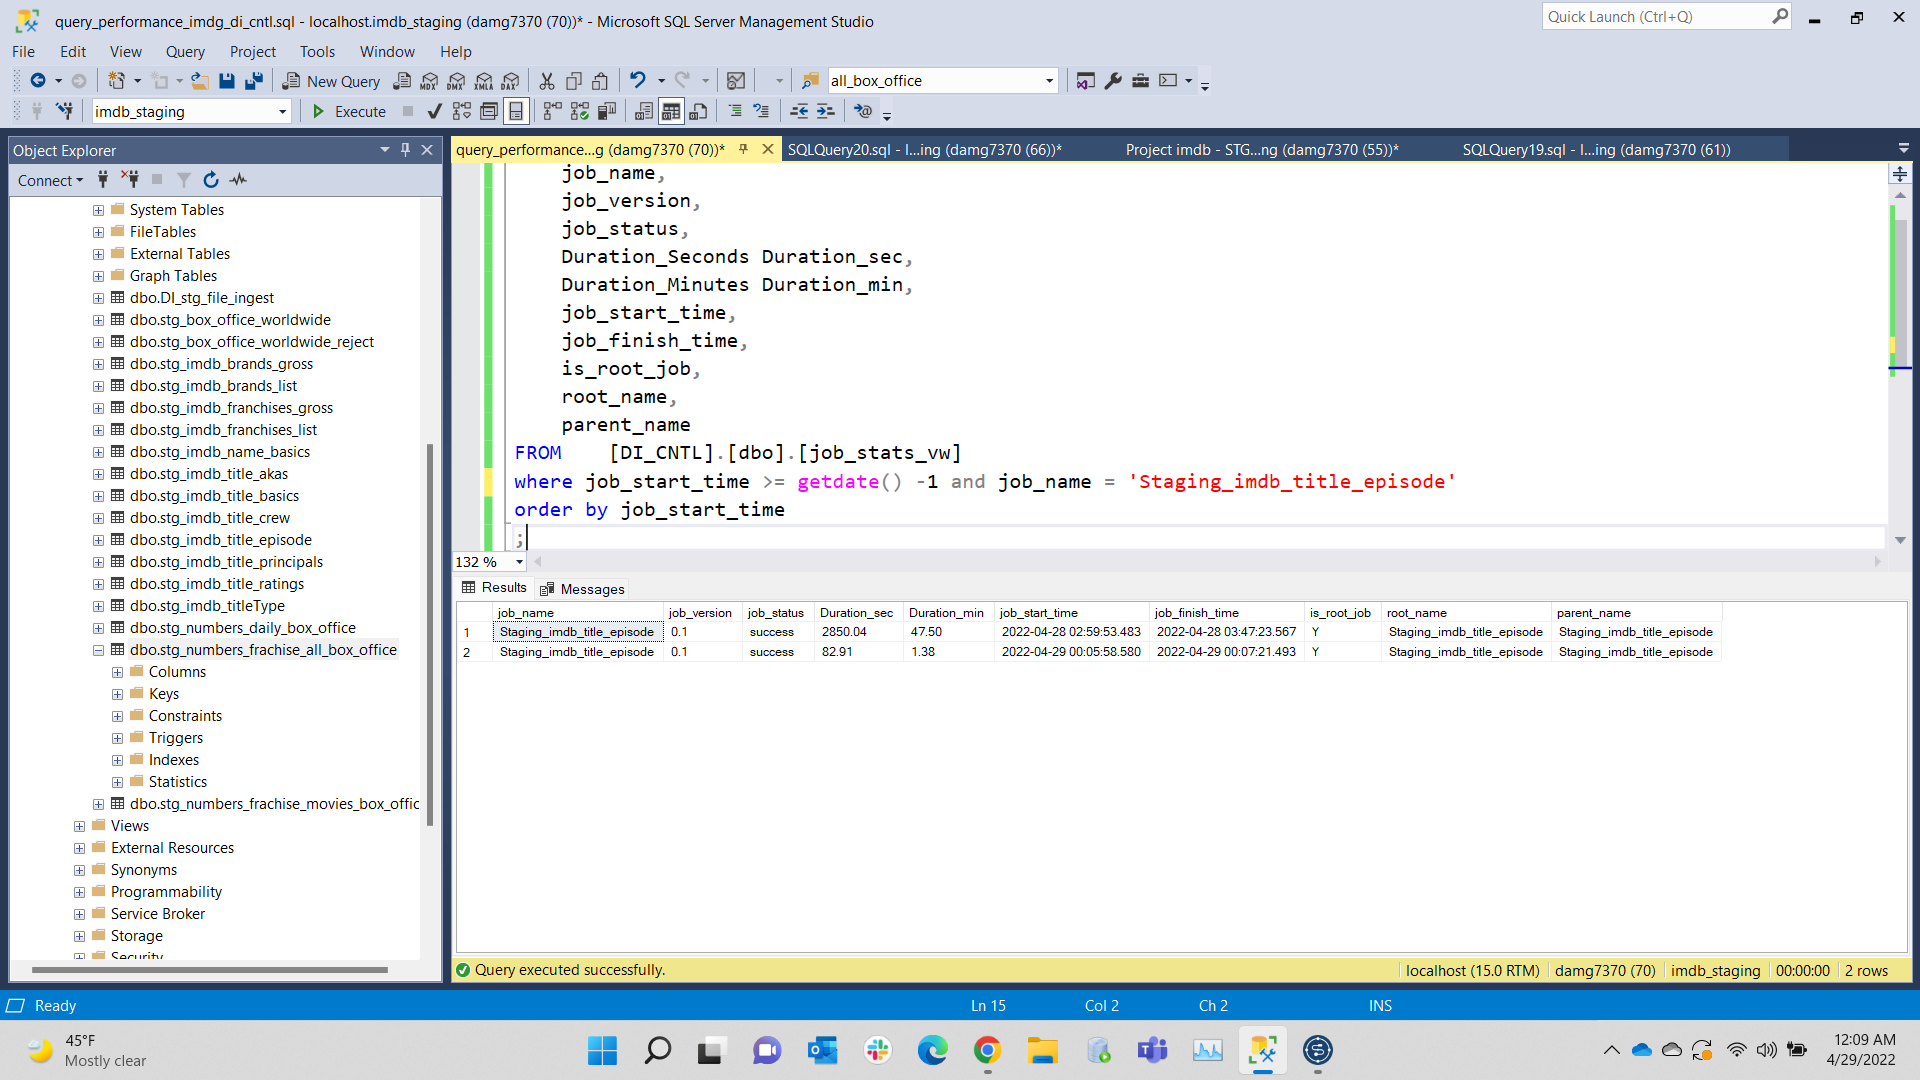 query_performance_imdg_di_cntl.sql - localhost.imdb_staging (damg7370 (70))* - Microsoft SQL Server Management Studio
Quick Launch (Ctrl+Q)
File Edit View Query Project Tools Window Help
New Query
MDX DMX XMLA DAX
all_box_office
imdb_staging
Execute
Object Explorer
query_performance...g (damg7370 (70))*
SQLQuery20.sql - l...ing (damg7370 (66))*
Project imdb - STG...ng (damg7370 (55))*
SQLQuery19.sql - l...ing (damg7370 (61))
Connect
System Tables
FileTables
External Tables
Graph Tables
dbo.DI_stg_file_ingest
dbo.stg_box_office_worldwide
dbo.stg_box_office_worldwide_reject
dbo.stg_imdb_brands_gross
dbo.stg_imdb_brands_list
dbo.stg_imdb_franchises_gross
dbo.stg_imdb_franchises_list
dbo.stg_imdb_name_basics
dbo.stg_imdb_title_akas
dbo.stg_imdb_title_basics
dbo.stg_imdb_title_crew
dbo.stg_imdb_title_episode
dbo.stg_imdb_title_principals
dbo.stg_imdb_title_ratings
dbo.stg_imdb_titleType
dbo.stg_numbers_daily_box_office
dbo.stg_numbers_frachise_all_box_office
Columns
Keys
Constraints
Triggers
Indexes
Statistics
dbo.stg_numbers_frachise_movies_box_offic
Views
External Resources
Synonyms
Programmability
Service Broker
Storage
Security
job_name,
job_version,
job_status,
Duration_Seconds Duration_sec,
Duration_Minutes Duration_min,
job_start_time,
job_finish_time,
is_root_job,
root_name,
parent_name
FROM [DI_CNTL].[dbo].[job_stats_vw]
where job_start_time >= getdate() -1 and job_name = 'Staging_imdb_title_episode'
order by job_start_time
;
132 %
Results Messages
job_name job_version job_status Duration_sec Duration_min job_start_time job_finish_time is_root_job root_name parent_name
1 Staging_imdb_title_episode 0.1 success 2850.04 47.50 2022-04-28 02:59:53.483 2022-04-28 03:47:23.567 Y Staging_imdb_title_episode Staging_imdb_title_episode
2 Staging_imdb_title_episode 0.1 success 82.91 1.38 2022-04-29 00:05:58.580 2022-04-29 00:07:21.493 Y Staging_imdb_title_episode Staging_imdb_title_episode
Query executed successfully.
localhost (15.0 RTM) damg7370 (70) imdb_staging 00:00:00 2 rows
Ready
Ln 15 Col 2 Ch 2 INS
45°F
Mostly clear
12:09 AM
4/29/2022